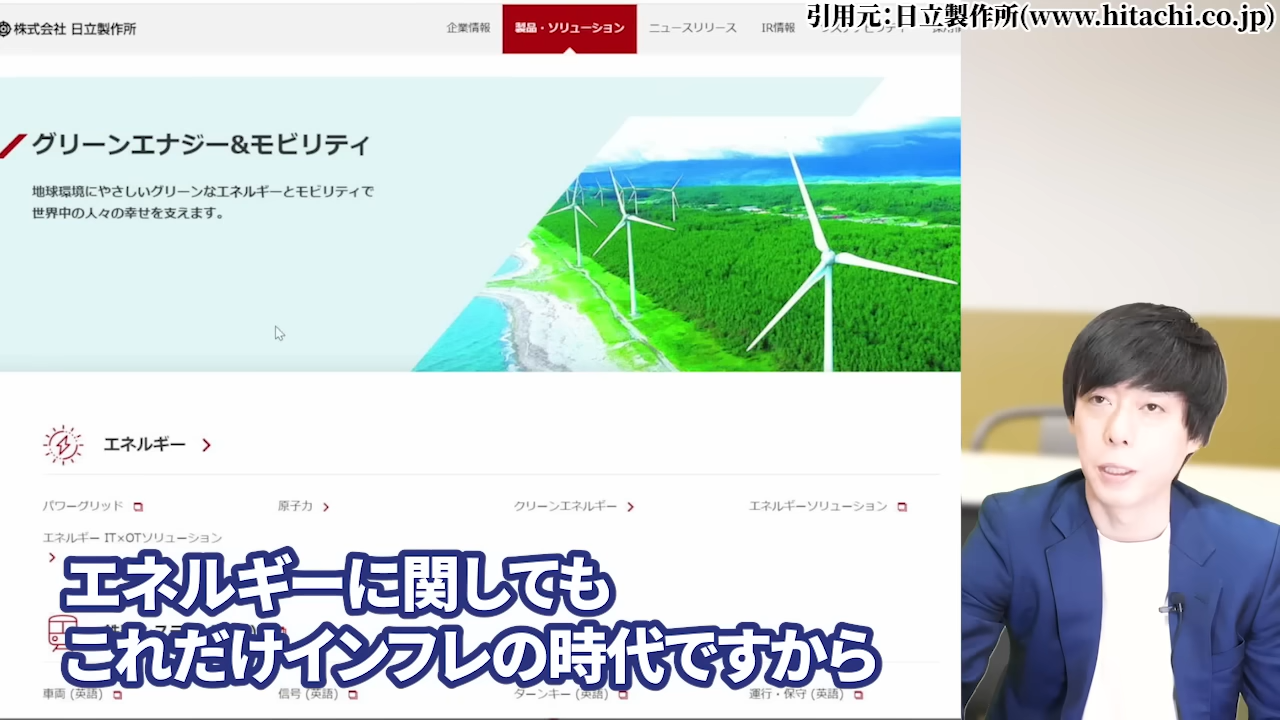 引用元:日立製作所(www.hitachi.co.jp)
株式会社 日立製作所
企業情報
製品・ソリューション
ニュースリリース
IR情報
グリーンエナジー&モビリティ
地球環境にやさしいグリーンなエネルギーとモビリティで
世界中の人々の幸せを支えます。
エネルギー
パワーグリッド
原子力
クリーンエネルギー
エネルギーソリューション
エネルギー IT×OTソリューション
エネルギーに関しても
これだけインフレの時代ですから
車両 (英語)
信号 (英語)
ターンキー (英語)
運行・保守 (英語)